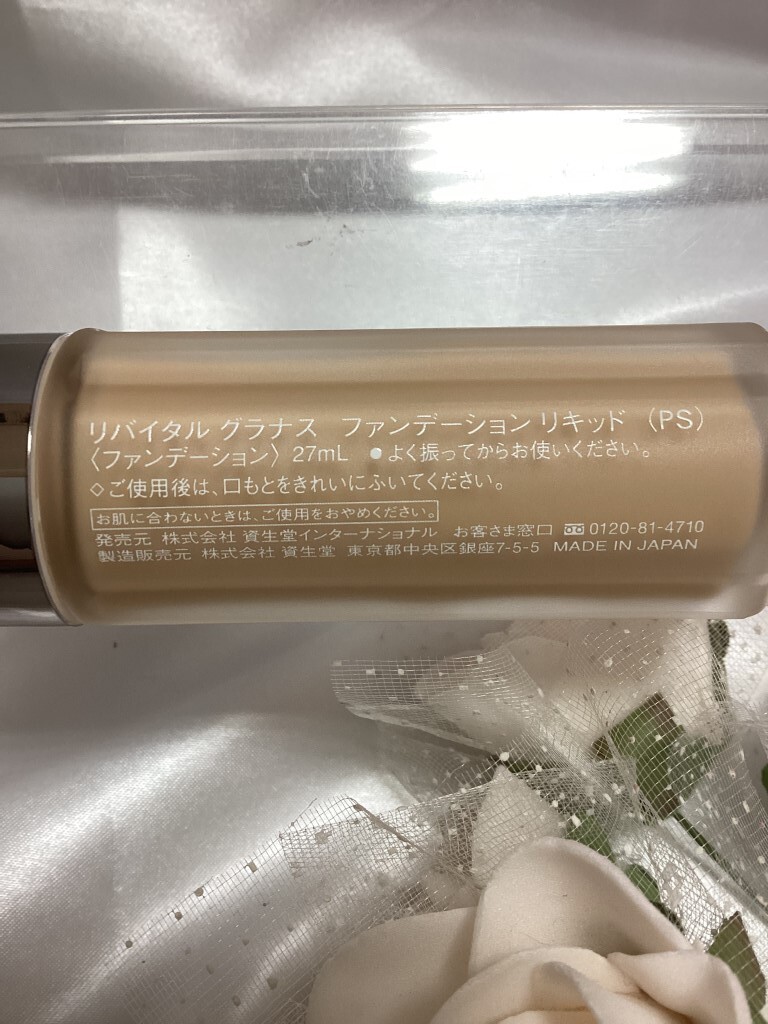 リバイタル グラナス　ファンデーション リキッド （PS）
〈ファンデーション〉 27mL　●よく振ってからお使いください。
◇ご使用後は、口もとをきれいにふいてください。
お肌に合わないときは、ご使用をおやめください。
発売元　株式会社 資生堂インターナショナル　お客さま窓口 0120-81-4710
製造販売元　株式会社 資生堂　東京都中央区銀座7-5-5　MADE IN JAPAN